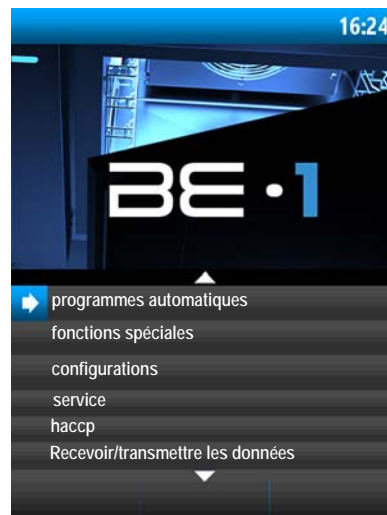 16:24
BE·1
programmes automatiques
fonctions spéciales
configurations
service
haccp
Recevoir/transmettre les données